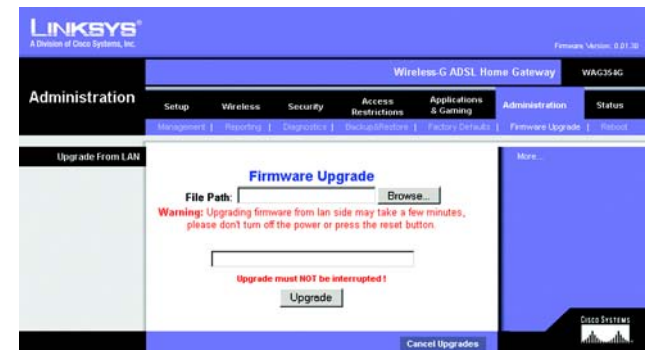 LINKSYS®
A Division of Cisco Systems, Inc.
Firmware Version: 0.01.30
Wireless-G ADSL Home Gateway WAG354G
Administration
Setup Wireless Security Access Restrictions Applications & Gaming Administration Status
Management | Reporting | Diagnostics | Backup&Restore | Factory Defaults | Firmware Upgrade | Reboot
Upgrade From LAN
More...
Firmware Upgrade
File Path: Browse...
Warning: Upgrading firmware from lan side may take a few minutes,
please don't turn off the power or press the reset button.
Upgrade must NOT be interrupted !
Upgrade
Cancel Upgrades
CISCO SYSTEMS